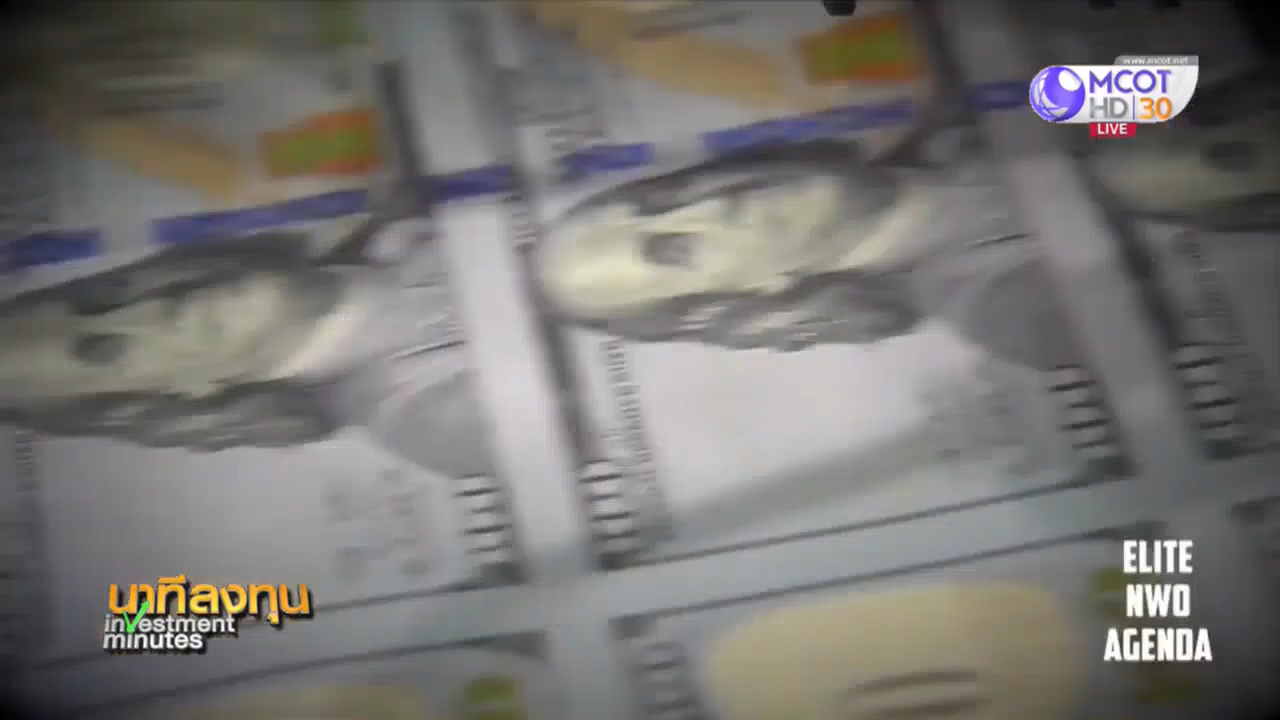 www.mcot.net
MCOT
HD 30
LIVE
นาทีลงทุน
investment
minutes
ELITE
NWO
AGENDA